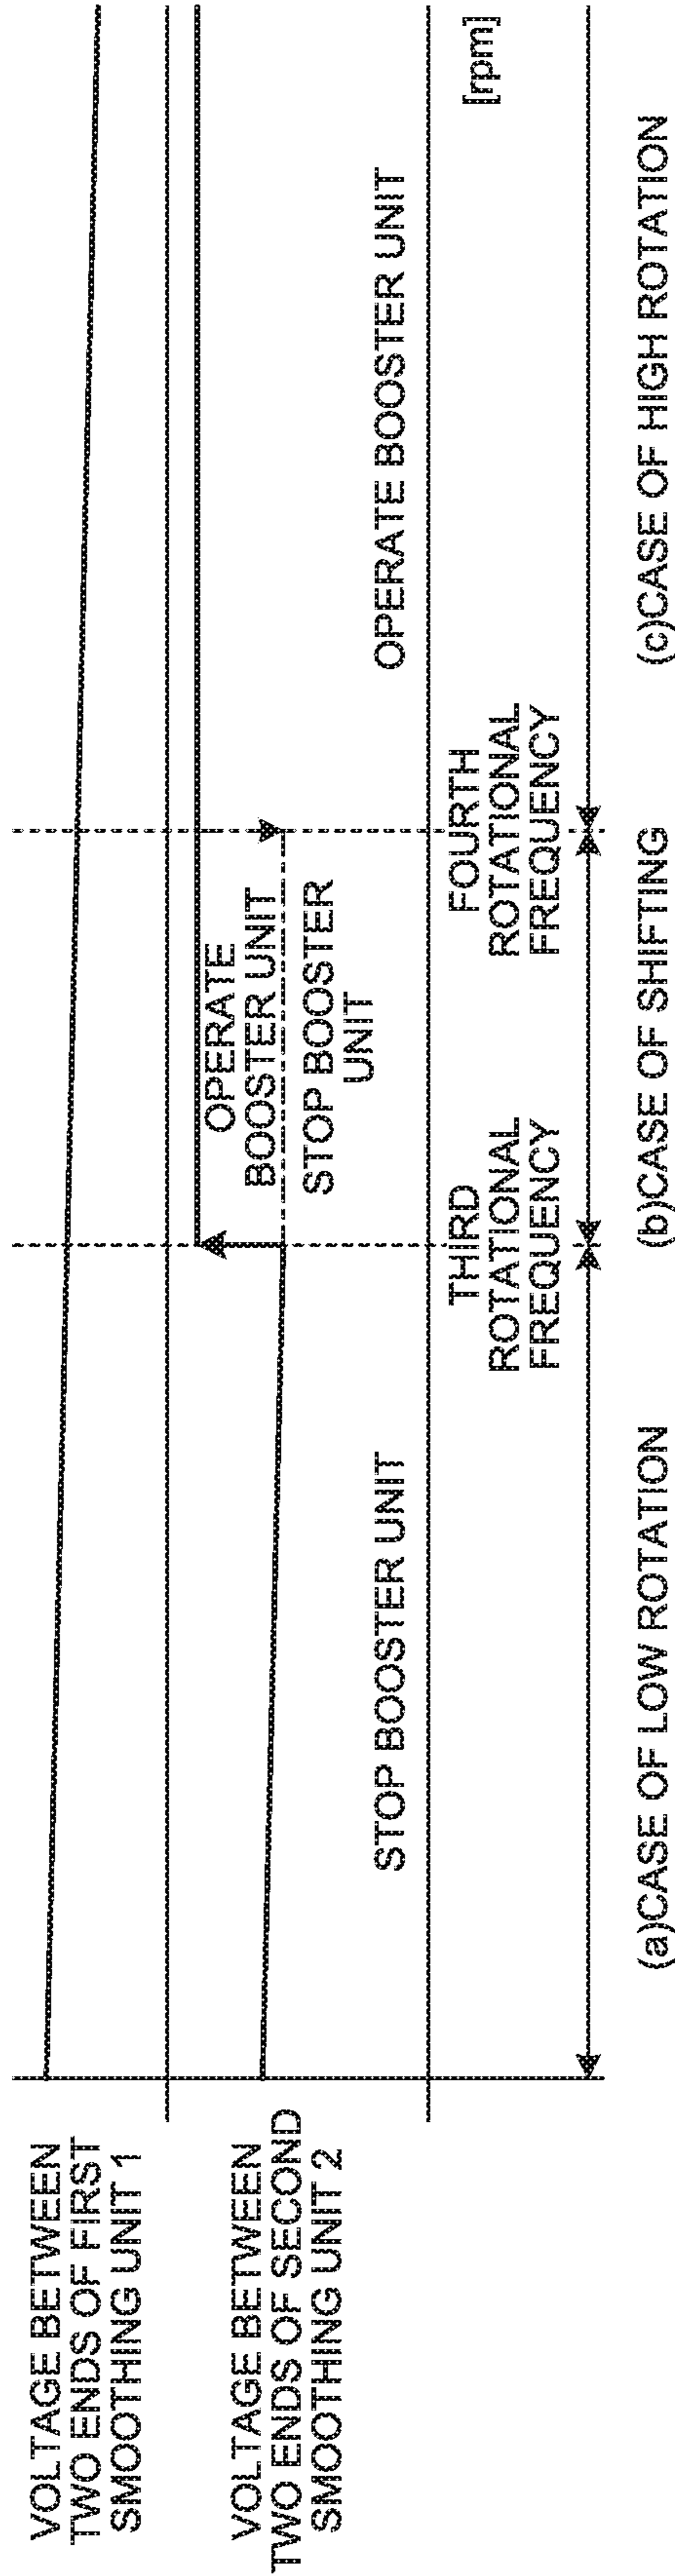 VOLTAGE BETWEEN
TWO ENDS OF FIRST
SMOOTHING UNIT 1
VOLTAGE BETWEEN
TWO ENDS OF SECOND
SMOOTHING UNIT 2
STOP BOOSTER UNIT
OPERATE
BOOSTER UNIT
STOP BOOSTER
UNIT
OPERATE BOOSTER UNIT
THIRD
ROTATIONAL
FREQUENCY
FOURTH
ROTATIONAL
FREQUENCY
[rpm]
(a)CASE OF LOW ROTATION
(b)CASE OF SHIFTING
(c)CASE OF HIGH ROTATION